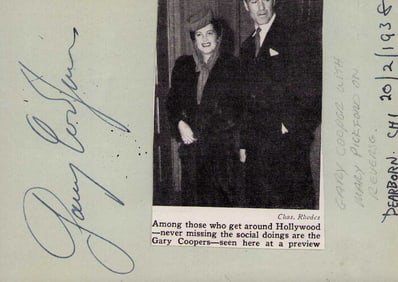 Gary Cooper
Chas. Rhodes
Among those who get around Hollywood
—never missing the social doings are the
Gary Coopers—seen here at a preview
GARY COOPER WITH
MARY PICKFORD ON
REVERSE.
DEARBORN. CHI 20/2/1938